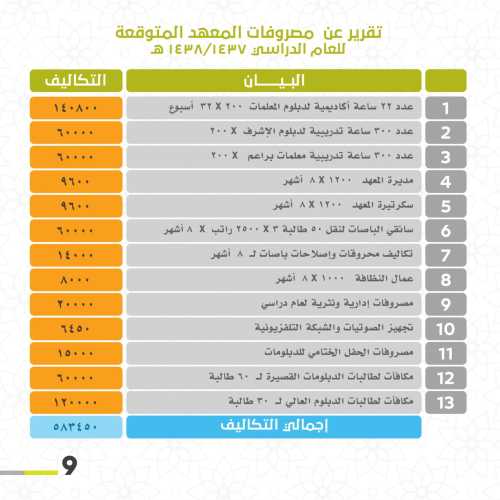 تقرير عن مصروفات المعهد المتوقعة
للعام الدراسي ١٤٣٨/١٤٣٧ هـ
البيـــــان التكاليف
1 عدد ٢٢ ساعة أكاديمية لدبلوم المعلمات ٢٠٠ X ٣٢ أسبوع ١٤٠٨٠٠
2 عدد ٣٠٠ ساعة تدريبية لدبلوم الإشرف X ٢٠٠ ٦٠٠٠٠
3 عدد ٣٠٠ ساعة تدريبية معلمات براعم X ٢٠٠ ٦٠٠٠٠
4 مديرة المعهد ١٢٠٠ X ٨ أشهر ٩٦٠٠
5 سكرتيرة المعهد ١٢٠٠ X ٨ أشهر ٩٦٠٠
6 سائقي الباصات لنقل ٥٠ طالبة ٣ X ٢٥٠٠ راتب X ٨ أشهر ٦٠٠٠٠
7 تكاليف محروقات وإصلاحات باصات لـ ٨ أشهر ١٤٠٠٠
8 عمال النظافة ١٠٠٠ X ٨ أشهر ٨٠٠٠
9 مصروفات إدارية ونثرية لعام دراسي ٢٠٠٠٠
10 تجهيز الصوتيات والشبكة التلفزيونية ٦٤٥٠
11 مصروفات الحفل الختامي للدبلومات ١٥٠٠٠
12 مكافات لطالبات الدبلومات القصيرة لـ ٦٠ طالبة ٦٠٠٠٠
13 مكافات لطالبات الدبلوم العالي لـ ٣٠ طالبة ١٢٠٠٠٠
إجمالي التكاليف ٥٨٣٤٥٠
9